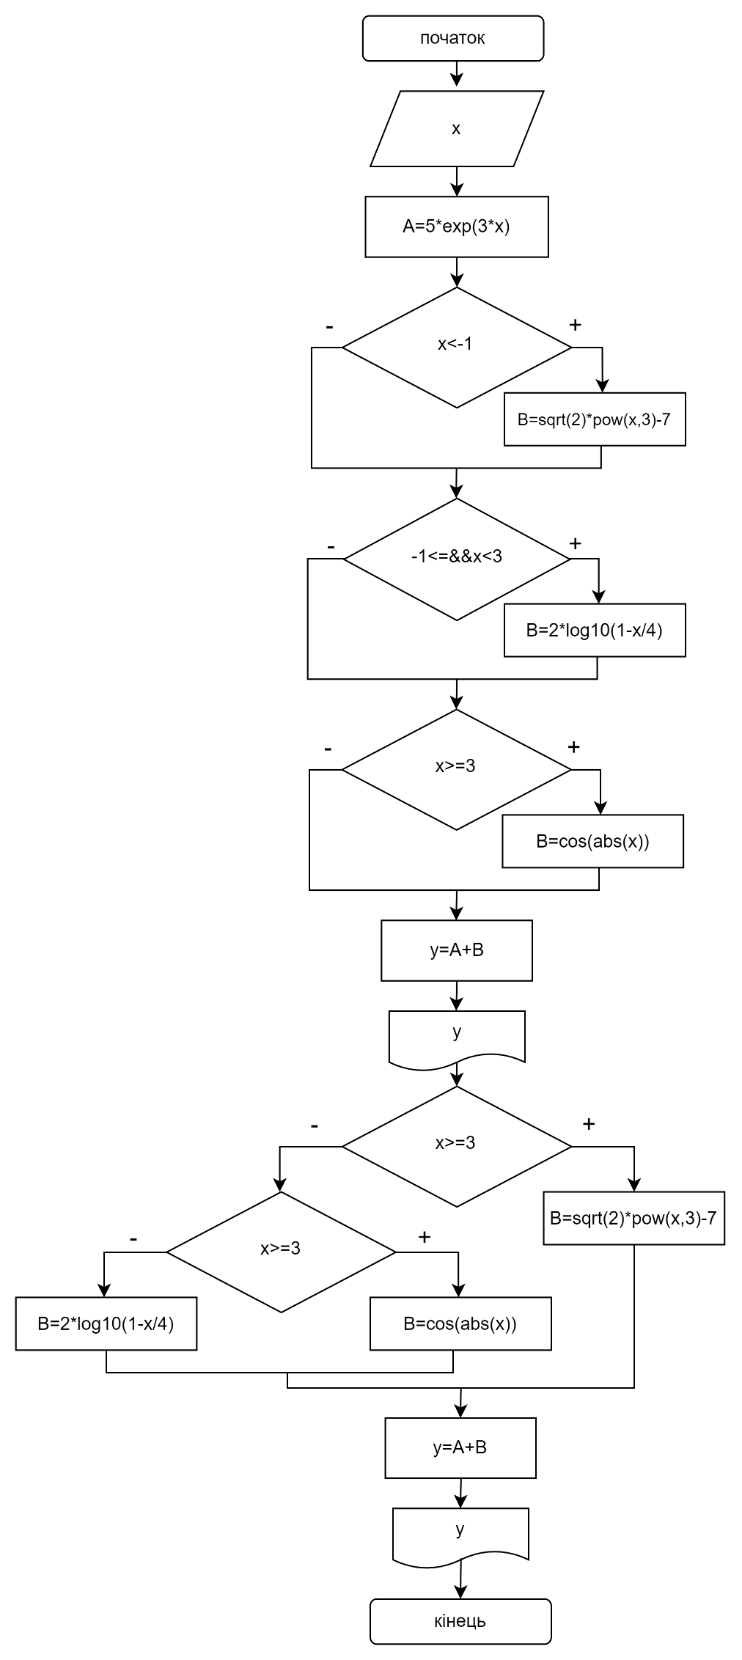 початок
x
A=5*exp(3*x)
-
+
x<-1
B=sqrt(2)*pow(x,3)-7
-
+
-1<=&&x<3
B=2*log10(1-x/4)
-
+
x>=3
B=cos(abs(x))
y=A+B
y
-
+
x>=3
B=sqrt(2)*pow(x,3)-7
-
+
x>=3
B=2*log10(1-x/4)
B=cos(abs(x))
y=A+B
y
кінець